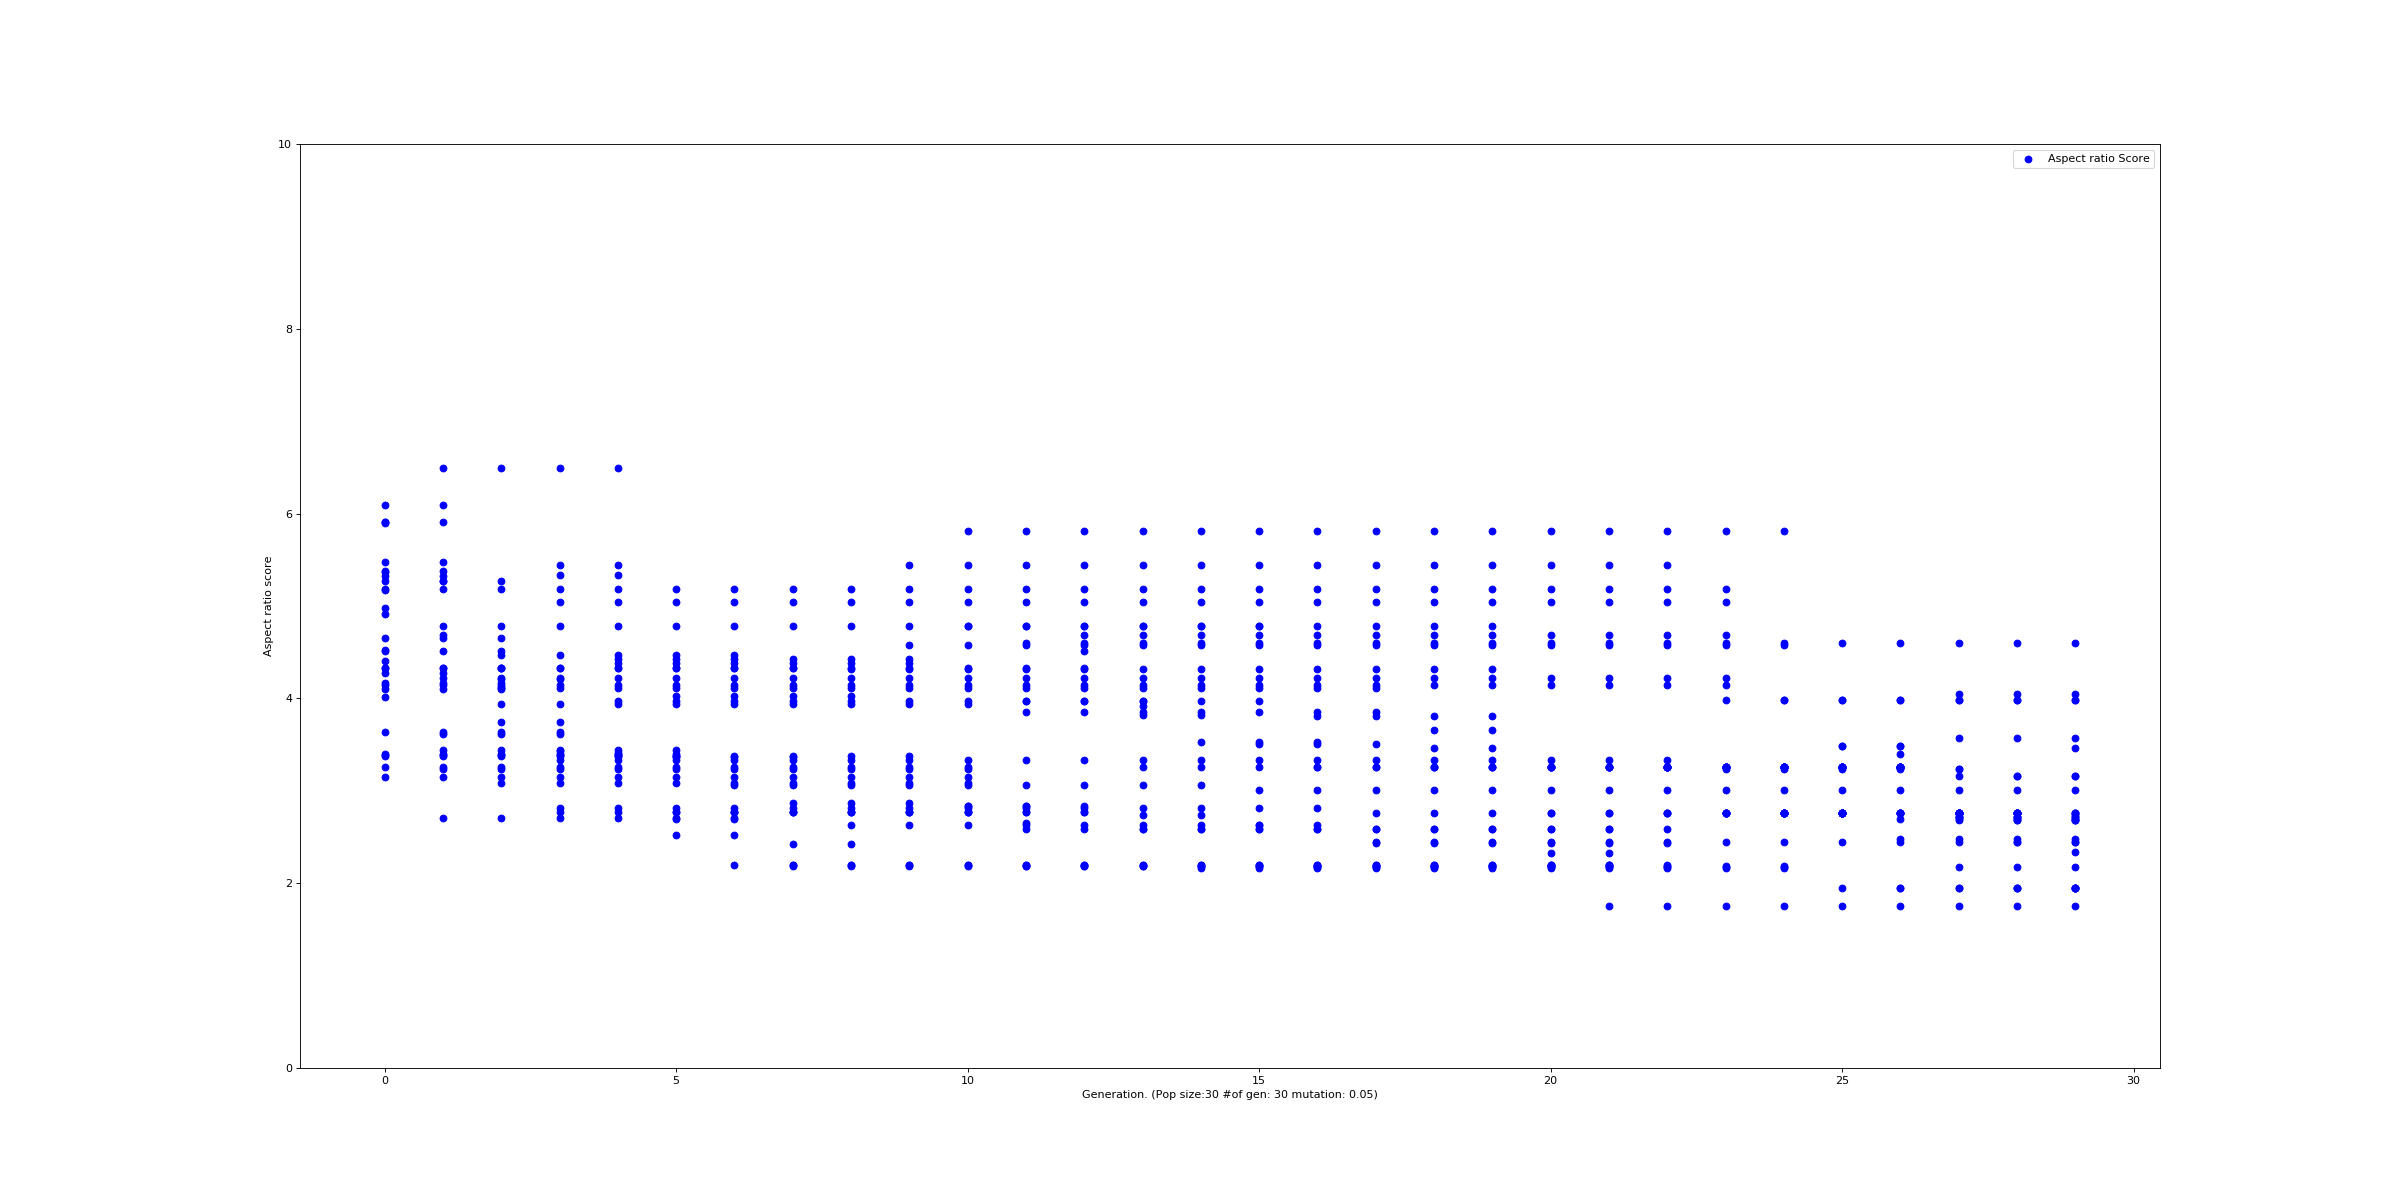 10
8
6
4
2
0
Aspect ratio score
Aspect ratio Score
0 5 10 15 20 25 30
Generation. (Pop size:30 #of gen: 30 mutation: 0.05)